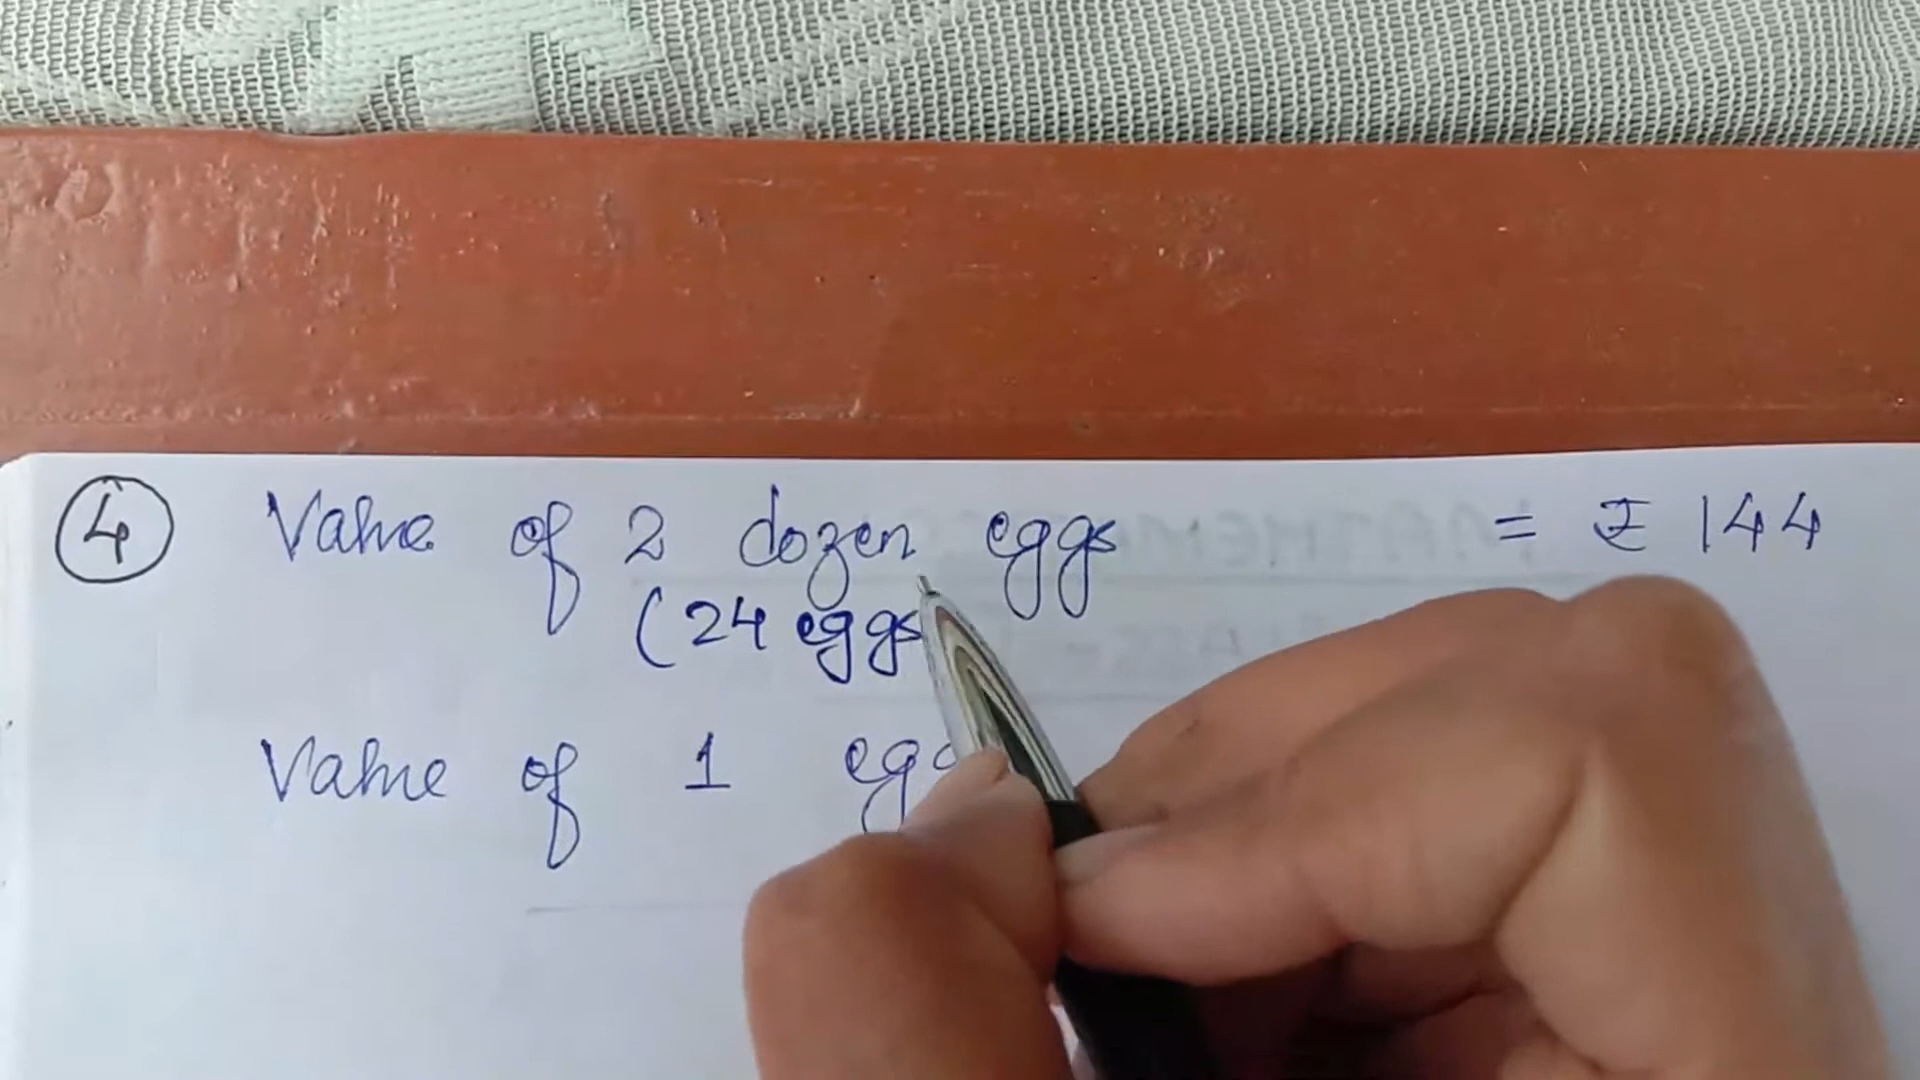 4 Value of 2 dozen eggs = ₹ 144
(24 eggs
Value of 1